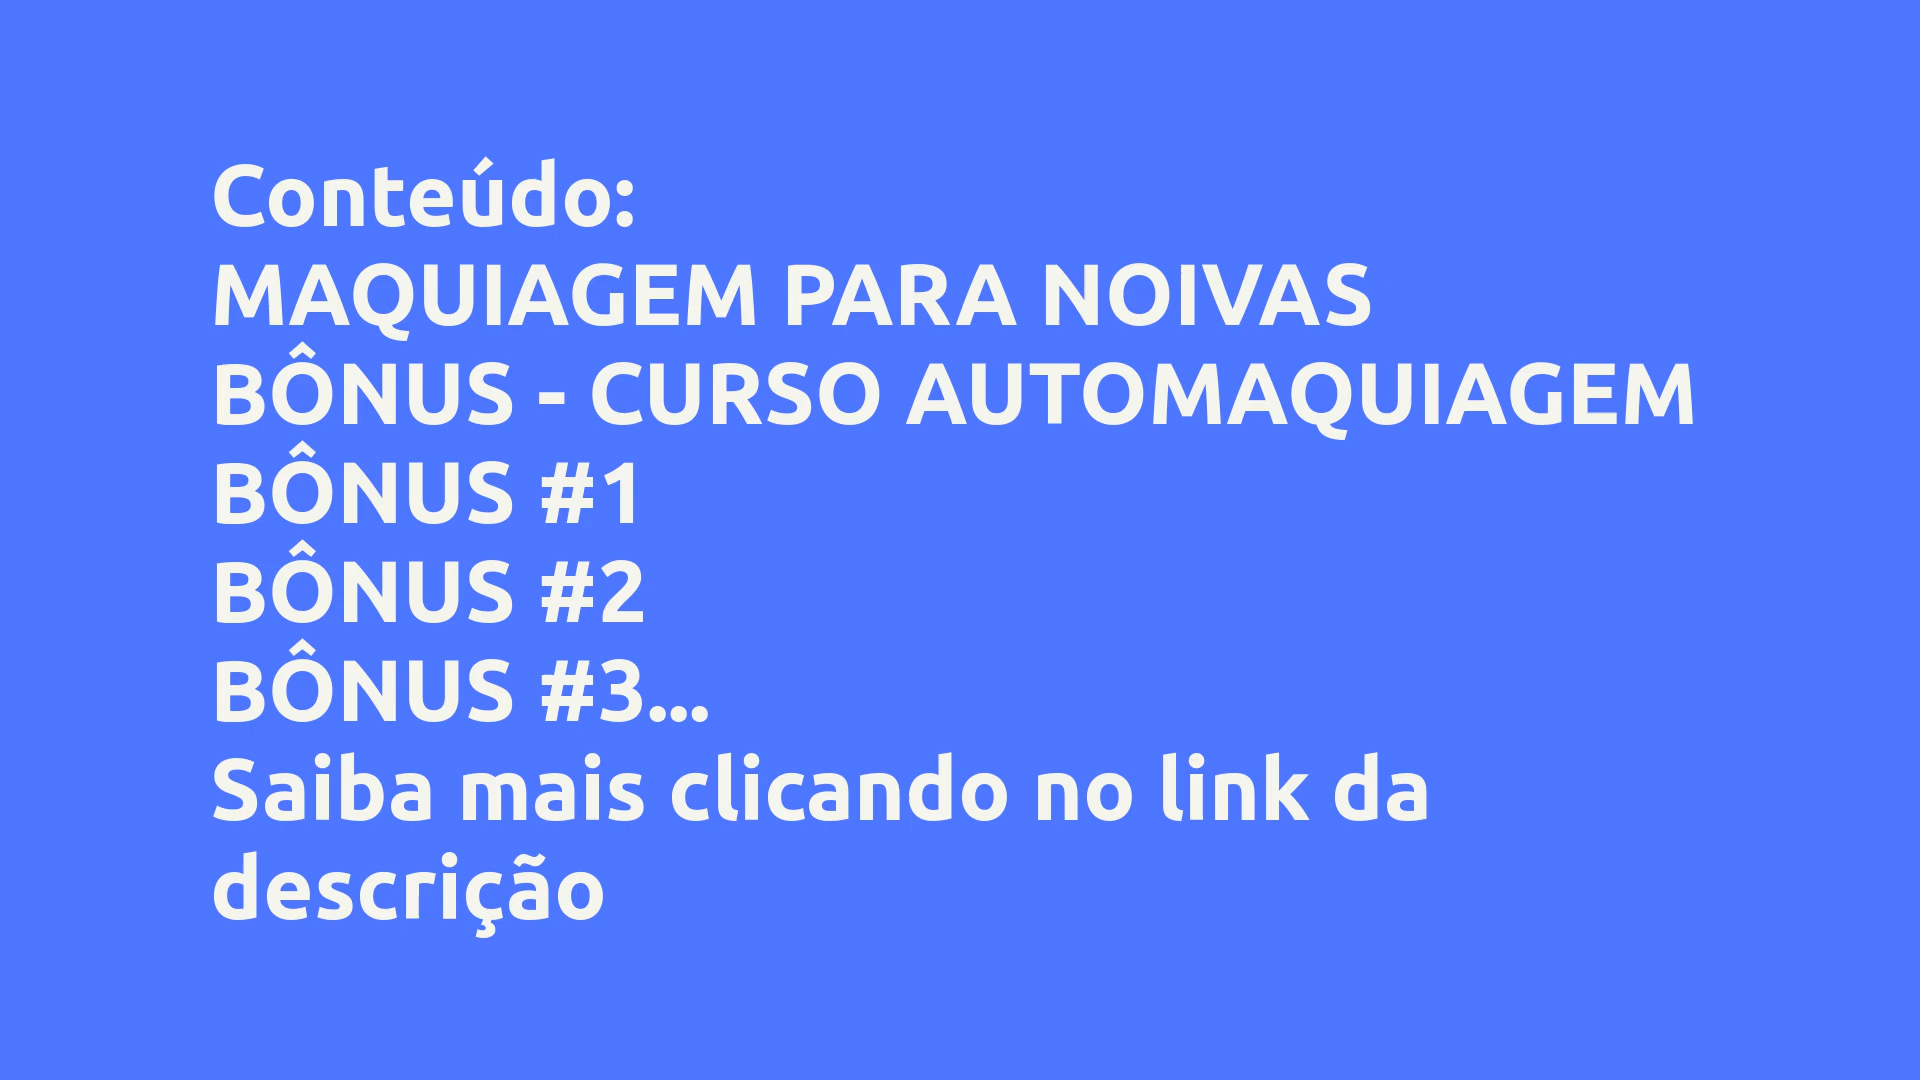 Conteúdo:
MAQUIAGEM PARA NOIVAS
BÔNUS - CURSO AUTOMAQUIAGEM
BÔNUS #1
BÔNUS #2
BÔNUS #3...
Saiba mais clicando no link da
descrição